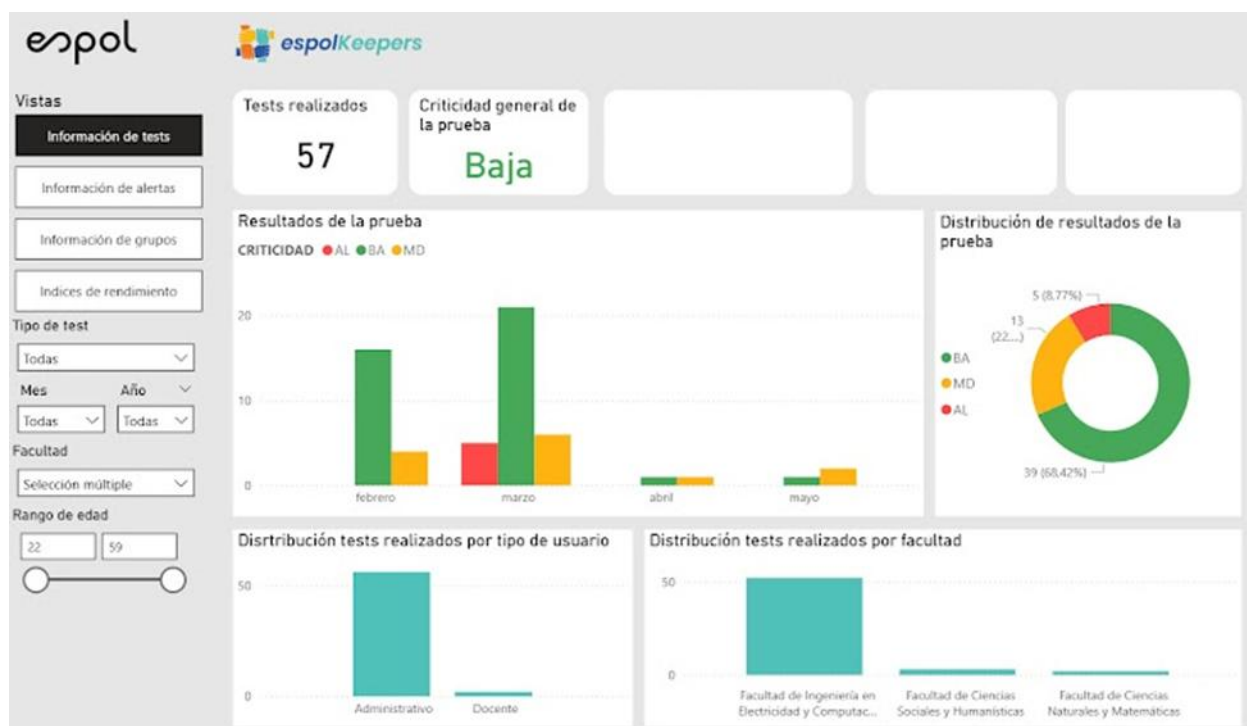 espol
espolKeepers
Vistas
Información de tests
Información de alertas
Información de grupos
Indices de rendimiento
Tipo de test
Todas
Mes Año
Todas Todas
Facultad
Selección múltiple
Rango de edad
22 59
Tests realizados
57
Criticidad general de
la prueba
Baja
Resultados de la prueba
CRITICIDAD AL BA MD
20
10
0
febrero marzo abril mayo
Distribución de resultados de la
prueba
5 (8,77%)
13
(22....)
BA
MD
AL
39 (68,42%)
Disrtribución tests realizados por tipo de usuario
50
0
Administrativo Docente
Distribución tests realizados por facultad
50
0
Facultad de Ingeniería en
Electricidad y Computac...
Facultad de Ciencias
Sociales y Humanísticas
Facultad de Ciencias
Naturales y Matemáticas